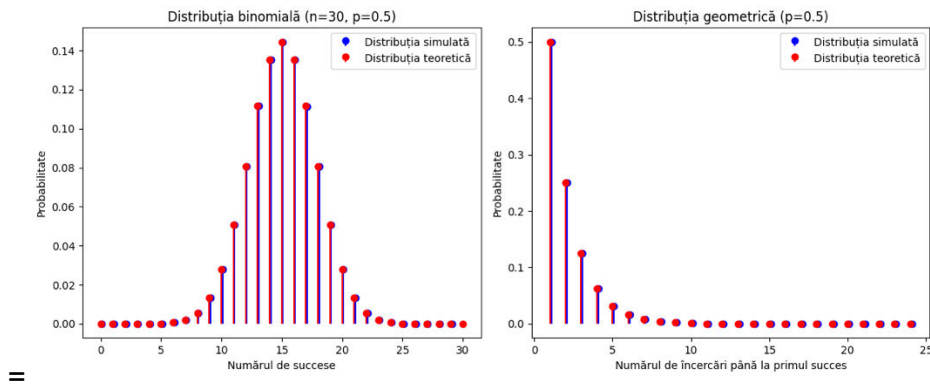 Distribuția binomială (n=30, p=0.5)
Distribuția simulată
Distribuția teoretică
0.14
0.12
0.10
0.08
0.06
0.04
0.02
0.00
Probabilitate
0 5 10 15 20 25 30
Numărul de succese
Distribuția geometrică (p=0.5)
Distribuția simulată
Distribuția teoretică
0.5
0.4
0.3
0.2
0.1
0.0
Probabilitate
0 5 10 15 20 25
Numărul de încercări până la primul succes
=